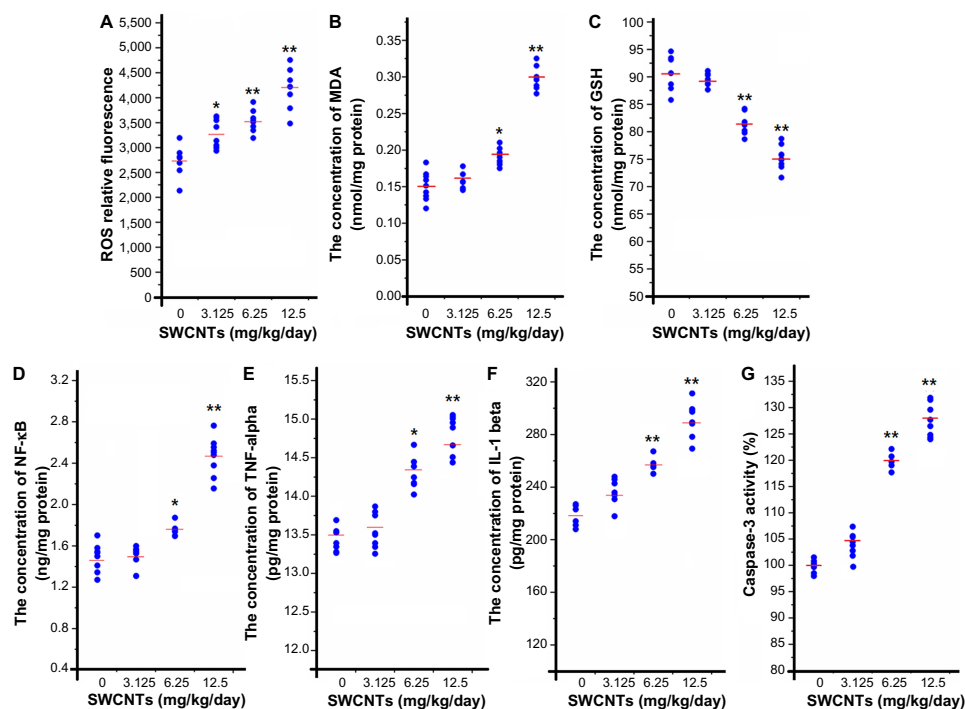 A
ROS relative fluorescence
5,500
5,000
4,500
4,000
3,500
3,000
2,500
2,000
1,500
1,000
500
0
*
**
**
0 3.125 6.25 12.5
SWCNTs (mg/kg/day)
B
The concentration of MDA
(nmol/mg protein)
0.35
0.30
0.25
0.20
0.15
0.10
0.05
0.00
*
**
0 3.125 6.25 12.5
SWCNTs (mg/kg/day)
C
The concentration of GSH
(nmol/mg protein)
100
95
90
85
80
75
70
65
60
55
50
**
**
0 3.125 6.25 12.5
SWCNTs (mg/kg/day)
D
The concentration of NF-κB
(ng/mg protein)
3.2
2.8
2.4
2.0
1.6
1.2
0.8
0.4
*
**
0 3.125 6.25 12.5
SWCNTs (mg/kg/day)
E
The concentration of TNF-alpha
(pg/mg protein)
15.5
15.0
14.5
14.0
13.5
13.0
12.5
12.0
*
**
0 3.125 6.25 12.5
SWCNTs (mg/kg/day)
F
The concentration of IL-1 beta
(pg/mg protein)
320
280
240
200
160
120
**
**
0 3.125 6.25 12.5
SWCNTs (mg/kg/day)
G
Caspase-3 activity (%)
135
130
125
120
115
110
105
100
95
90
85
80
**
**
0 3.125 6.25 12.5
SWCNTs (mg/kg/day)